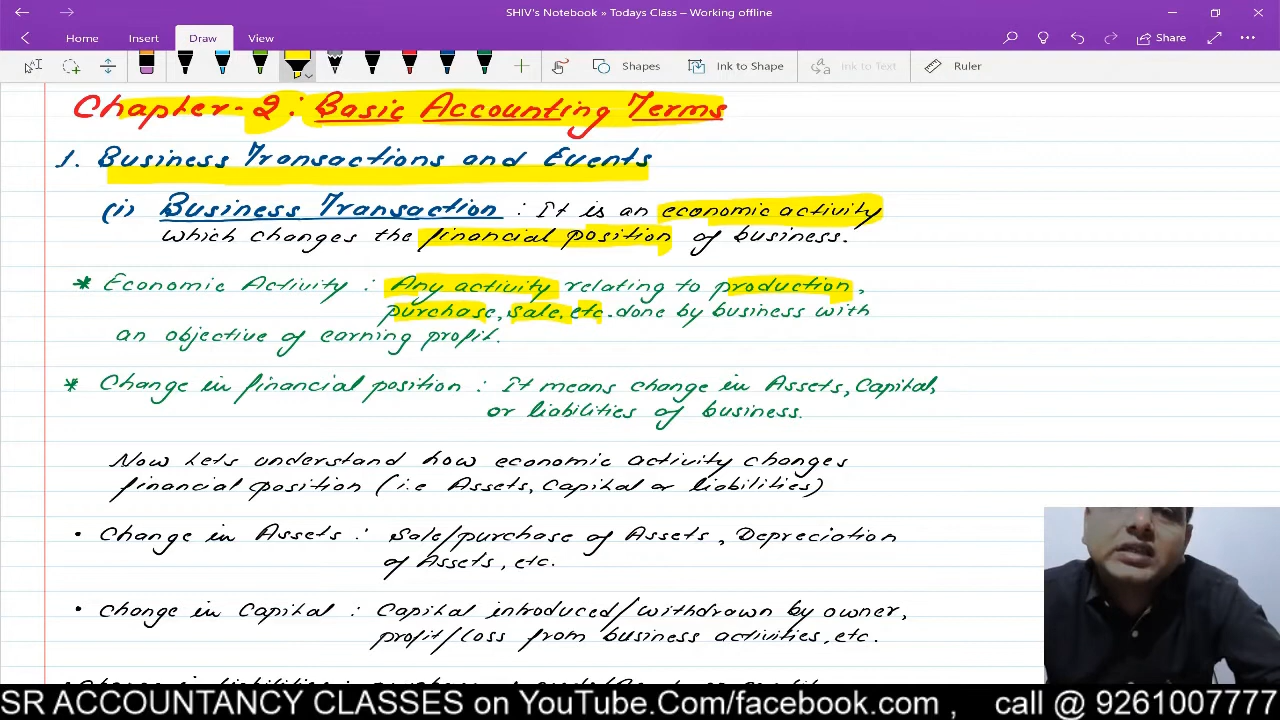 SHIV's Notebook » Todays Class – Working offline
Home Insert Draw View Share
Shapes Ink to Shape Ink to Text Ruler
Chapter-2: Basic Accounting Terms
1. Business Transactions and Events
(i) Business Transaction : It is an economic activity
which changes the financial position of business.
* Economic Activity : Any activity relating to production,
purchase, sale, etc. done by business with
an objective of earning profit.
* Change in financial position : It means change in Assets, Capital,
or liabilities of business.
Now lets understand how economic activity changes
financial position (i.e Assets, Capital or liabilities)
• Change in Assets : Sale/purchase of Assets, Depreciation
of Assets, etc.
• Change in Capital : Capital introduced/withdrawn by owner,
profit/loss from business activities, etc.
SR ACCOUNTANCY CLASSES on YouTube.Com/facebook.com , call @ 9261007777